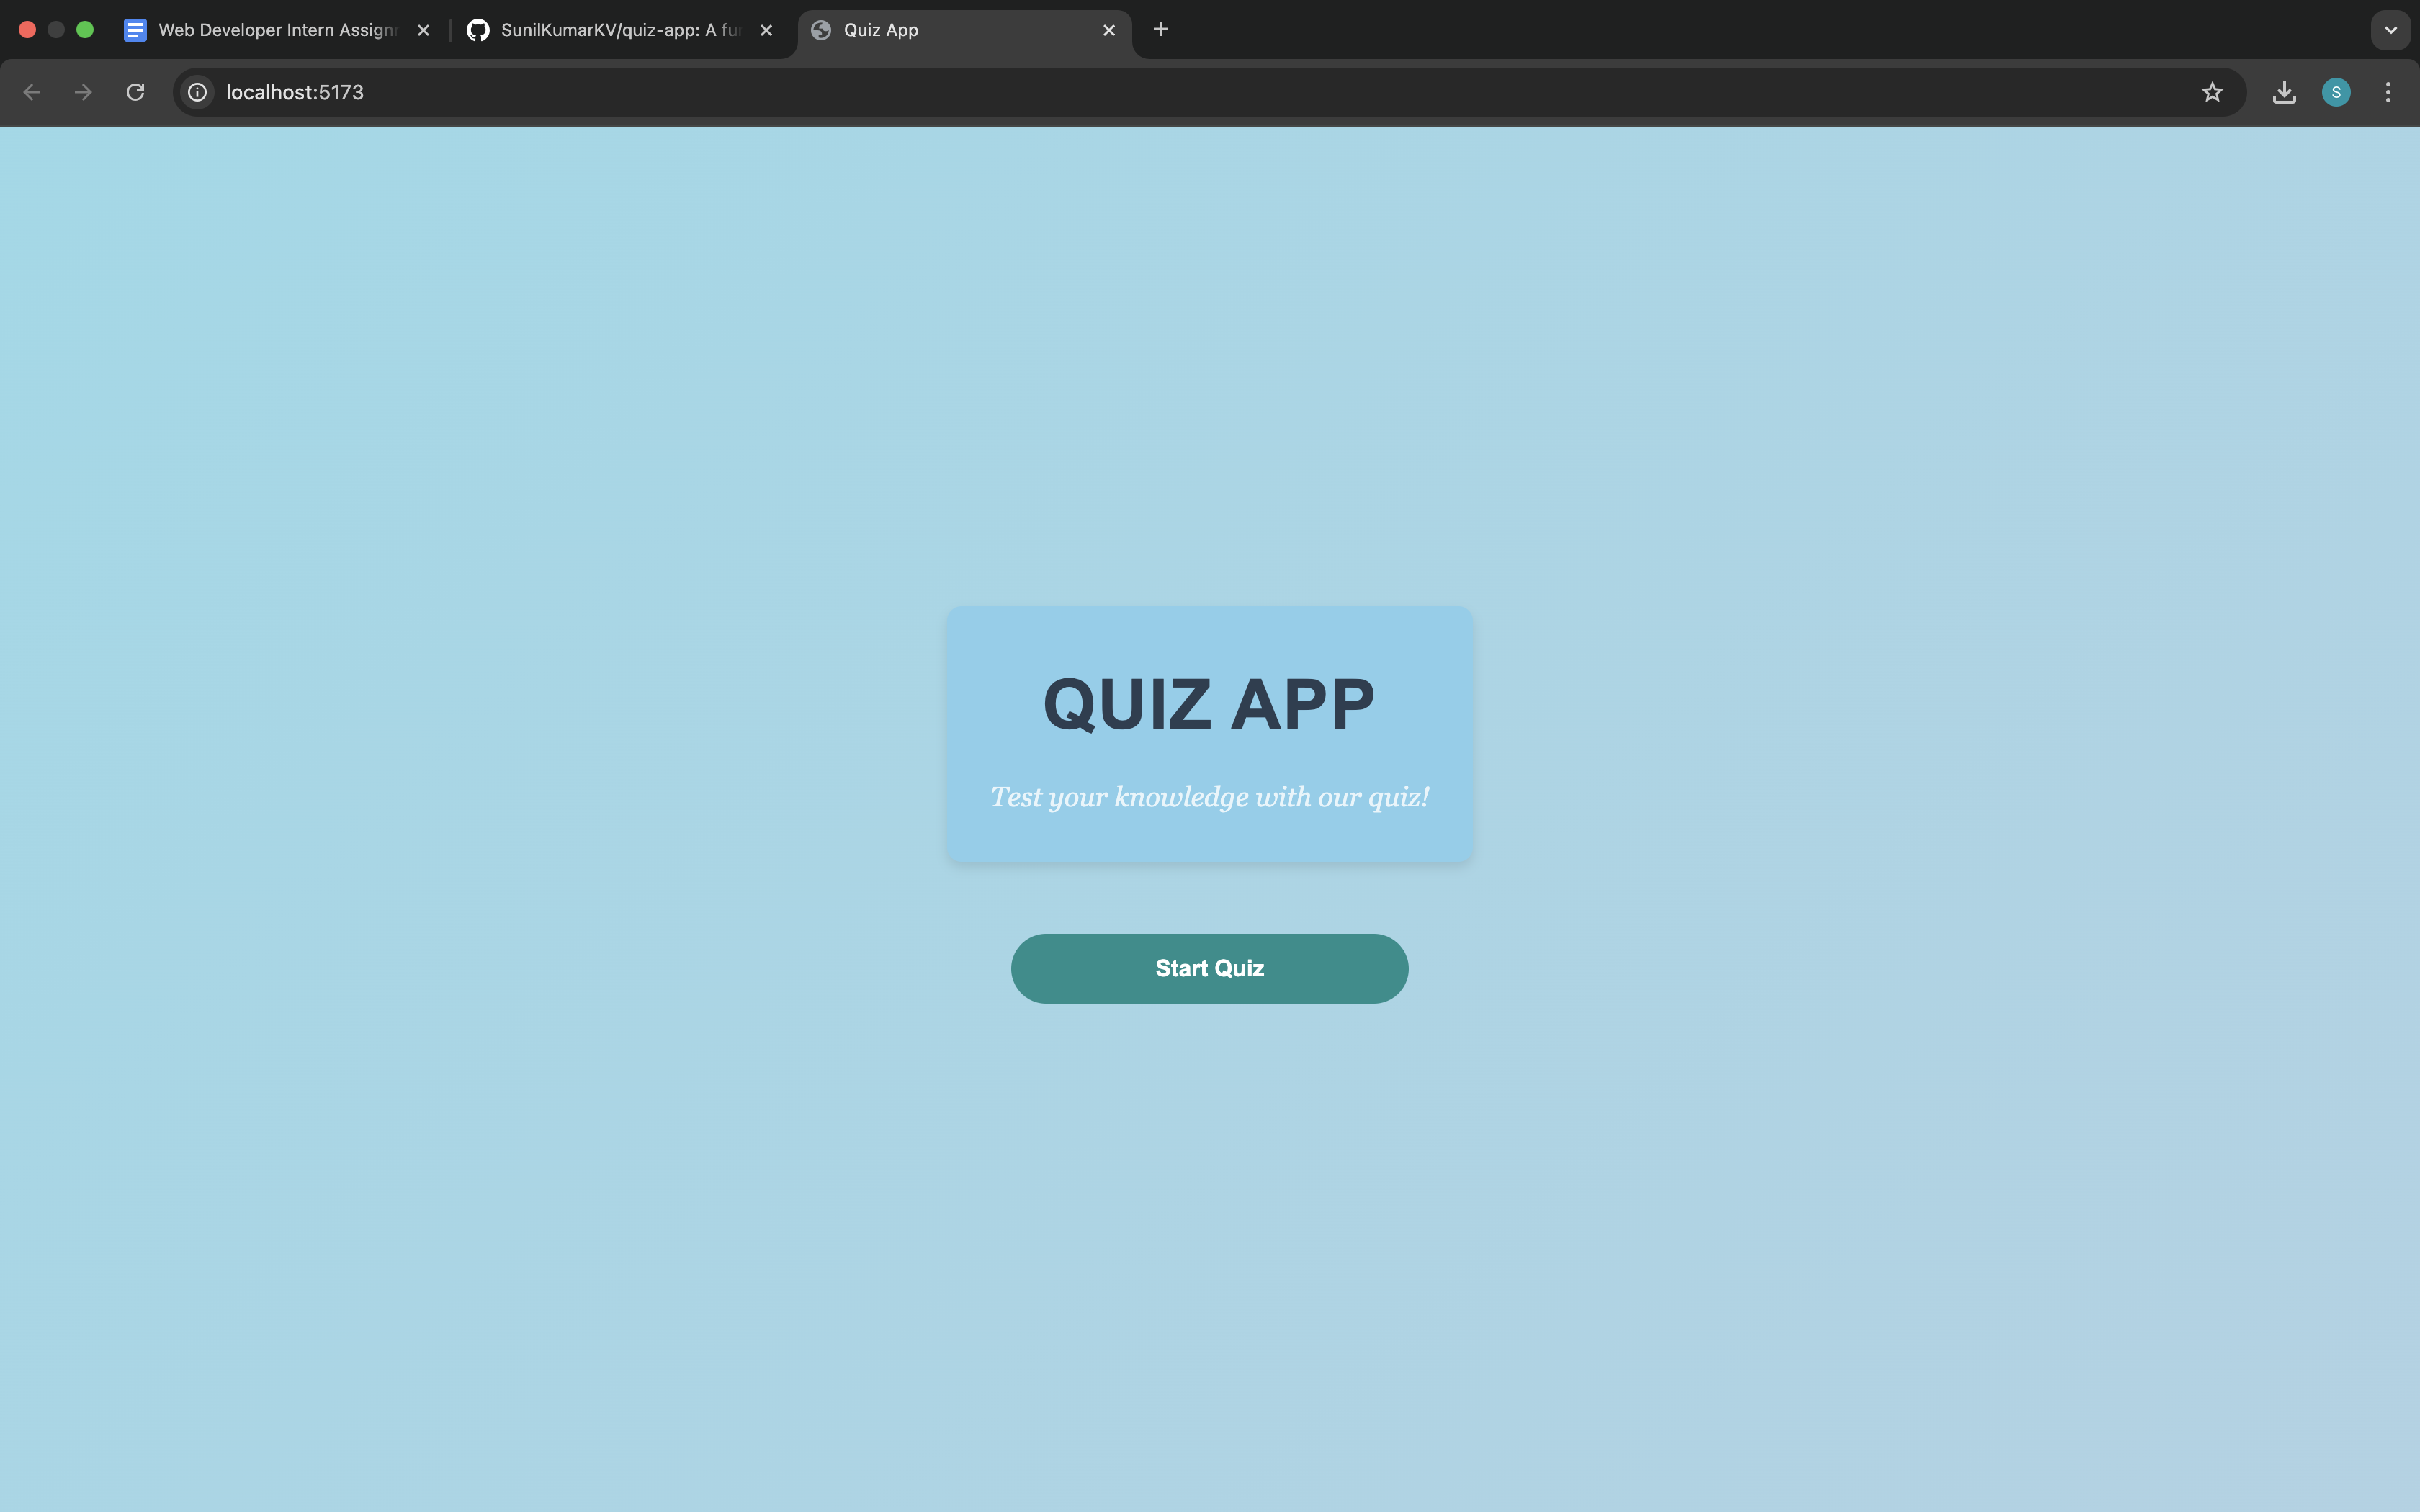 Web Developer Intern Assign
SunilKumarKV/quiz-app: A
Quiz App
localhost:5173
S
QUIZ APP
Test your knowledge with our quiz!
Start Quiz